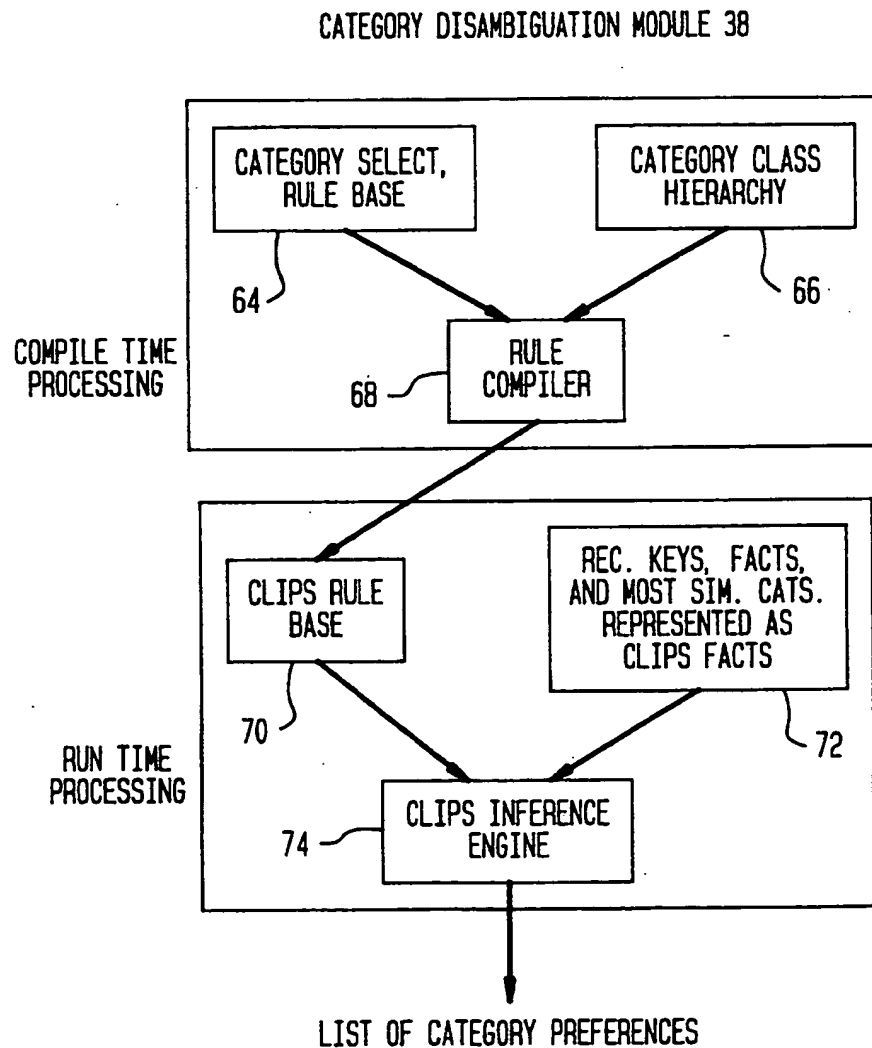 CATEGORY DISAMBIGUATION MODULE 38
CATEGORY SELECT,
RULE BASE
CATEGORY CLASS
HIERARCHY
64
66
COMPILE TIME
PROCESSING
RULE
COMPILER
68
CLIPS RULE
BASE
REC. KEYS, FACTS,
AND MOST SIM. CATS.
REPRESENTED AS
CLIPS FACTS
70
72
RUN TIME
PROCESSING
CLIPS INFERENCE
ENGINE
74
LIST OF CATEGORY PREFERENCES